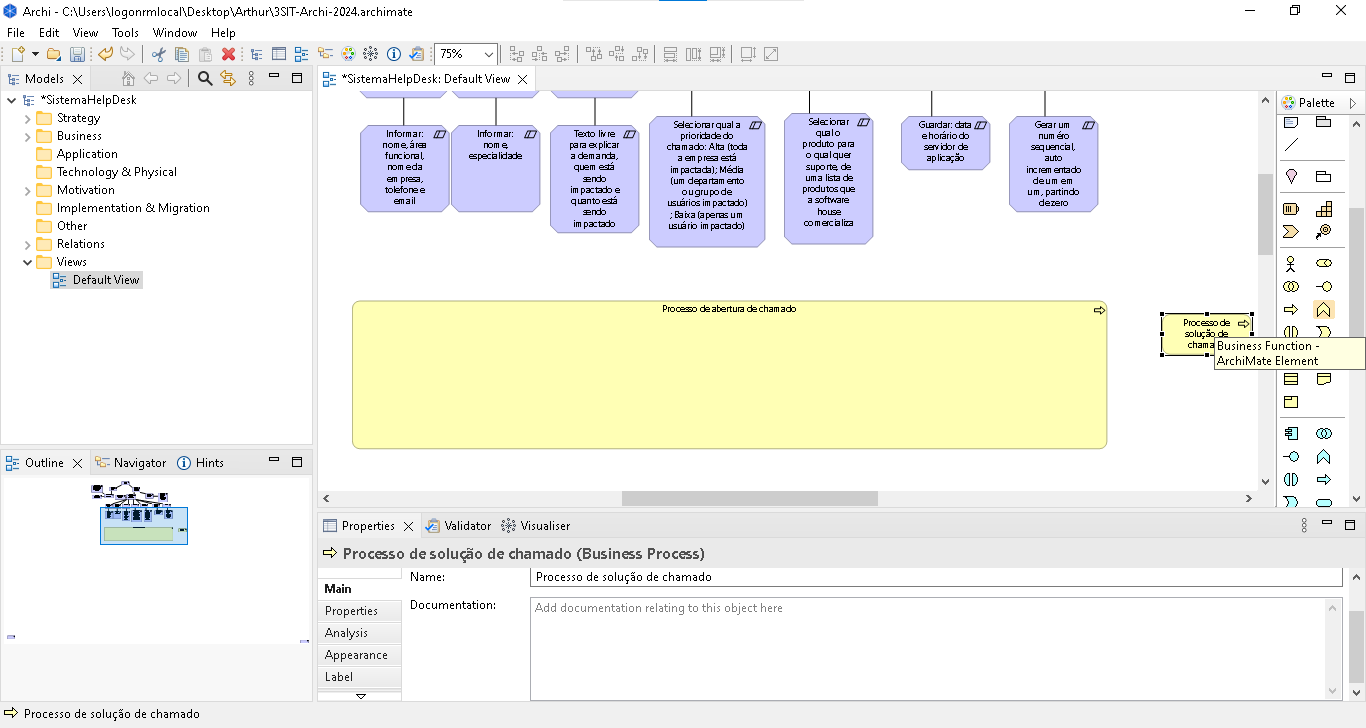 Archi - C:\Users\logonrmlocal\Desktop\Arthur\3SIT-Archi-2024.archimate
File Edit View Tools Window Help
75%
Models
*SistemaHelpDesk
Strategy
Business
Application
Technology & Physical
Motivation
Implementation & Migration
Other
Relations
Views
Default View
*SistemaHelpDesk: Default View
Informar:
nome, área
funcional,
nome da
empresa,
tolefone e
email
Informar:
nome,
especialidade
Texto livre
para explicar
a demanda,
quem está
sendo
impactado e
quanto está
sendo
impactado
Selecionar qual a
prioridade do
chamado: Alta (toda
a empresa está
impactada); Média
(um departamento
ou grupo de
usuários impactado)
; Baixa (apenas um
usuário impactado)
Selecionar
qual o
produto para
o qual quer
suporte, de
uma lista de
produtos que
a software
house
comercializa
Guardar: data
e horário do
servidor de
aplicação
Gerar um
numéro
sequencial,
auto
incrementado
de um em
um, partindo
de zero
Processo de abertura de chamado
Processo de
solução de
Palette
Business Function -
ArchiMate Element
Outline
Navigator
Hints
Properties
Validator
Visualiser
Processo de solução de chamado (Business Process)
Main
Properties
Analysis
Appearance
Label
Name:
Processo de solução de chamado
Documentation:
Add documentation relating to this object here
Processo de solução de chamado